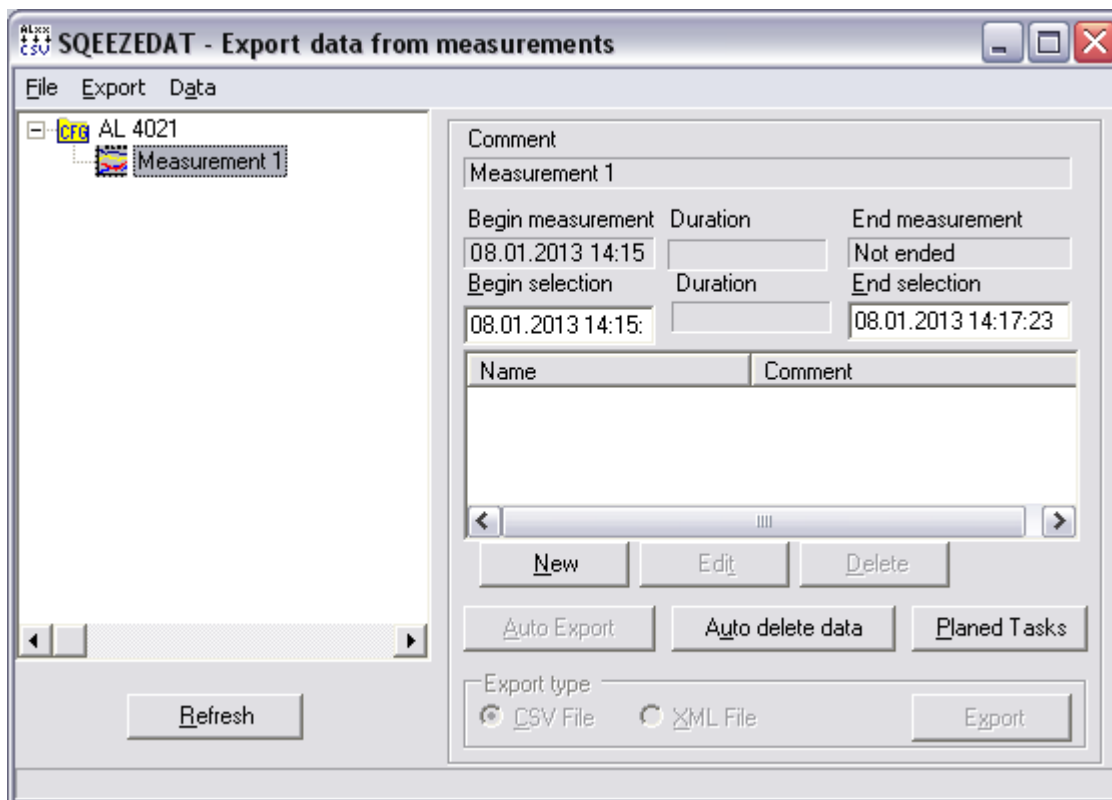 ALxx
CSV
SQEEZEDAT - Export data from measurements
File Export Data
CFG AL 4021
Measurement 1
Comment
Measurement 1
Begin measurement Duration End measurement
08.01.2013 14:15 Not ended
Begin selection Duration End selection
08.01.2013 14:15: 08.01.2013 14:17:23
Name Comment
New Edit Delete
Auto Export Auto delete data Planed Tasks
Export type
Refresh CSV File XML File Export